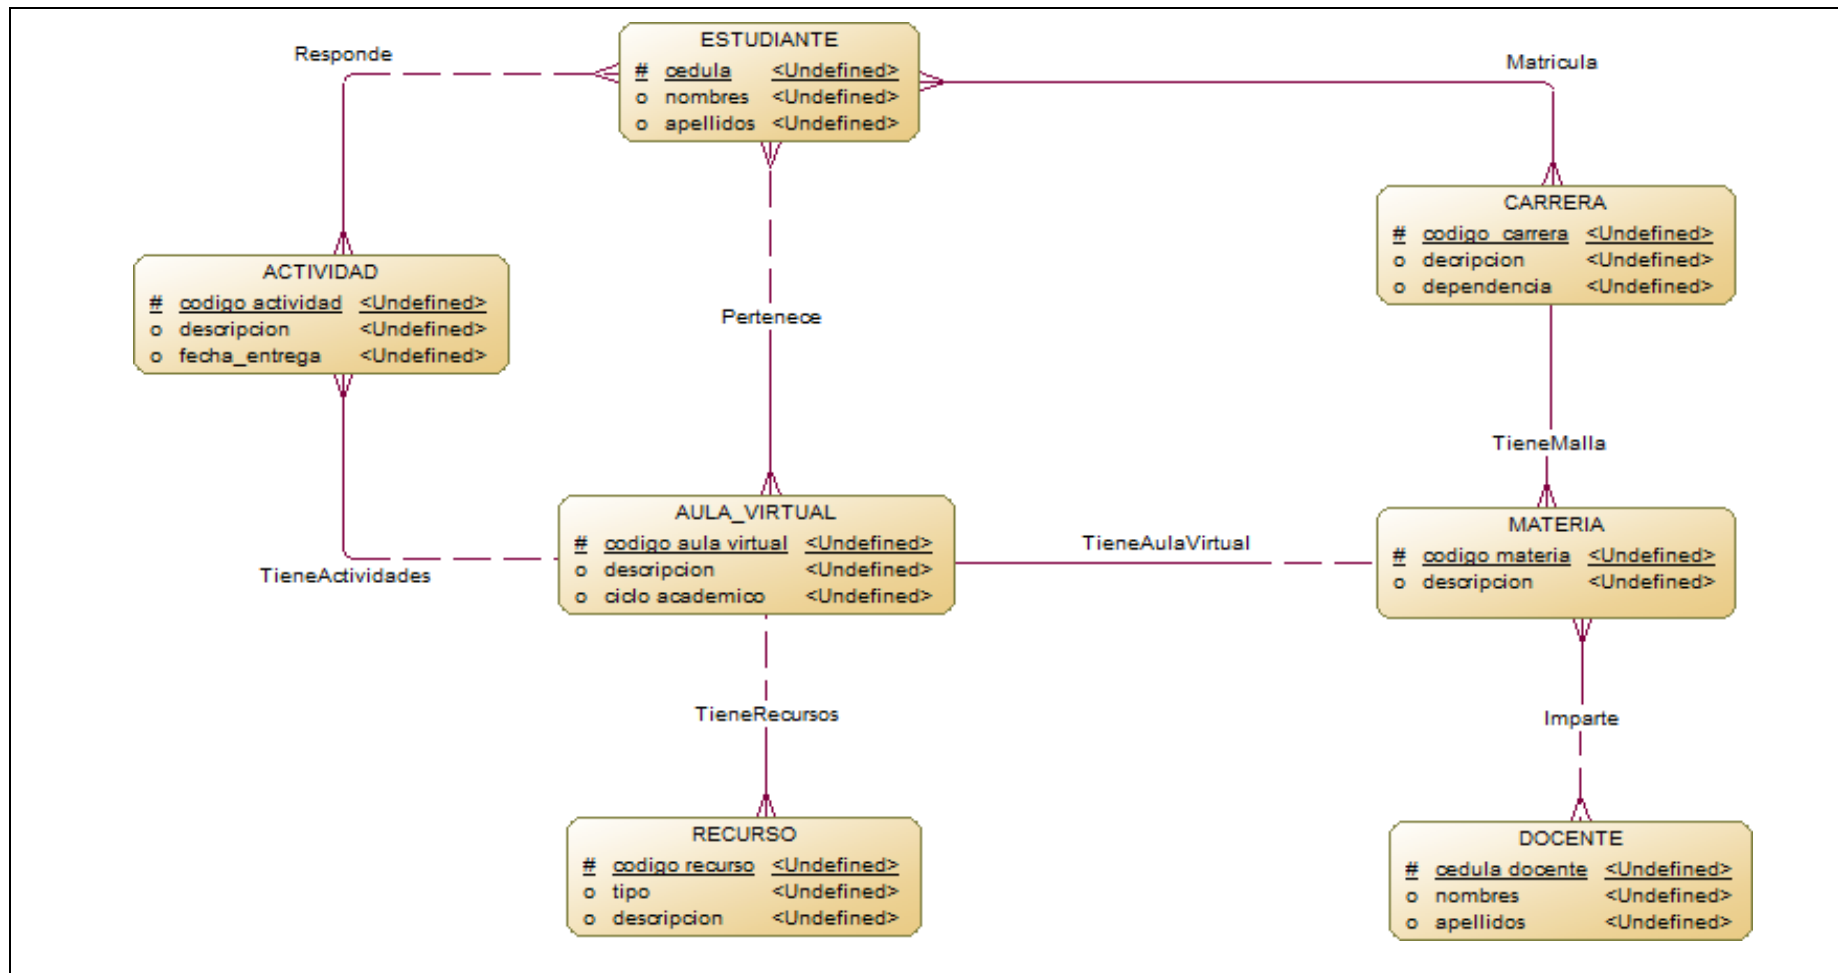 Responde
ESTUDIANTE
# cedula <Undefined>
o nombres <Undefined>
o apellidos <Undefined>
Matricula
CARRERA
# codigo_carrera <Undefined>
o decripcion <Undefined>
o dependencia <Undefined>
ACTIVIDAD
# codigo actividad <Undefined>
o descripcion <Undefined>
o fecha_entrega <Undefined>
Pertenece
TieneMalla
AULA_VIRTUAL
# codigo aula virtual <Undefined>
o descripcion <Undefined>
o ciclo academico <Undefined>
TieneActividades
TieneAulaVirtual
MATERIA
# codigo materia <Undefined>
o descripcion <Undefined>
TieneRecursos
Imparte
RECURSO
# codigo recurso <Undefined>
o tipo <Undefined>
o descripcion <Undefined>
DOCENTE
# cedula docente <Undefined>
o nombres <Undefined>
o apellidos <Undefined>